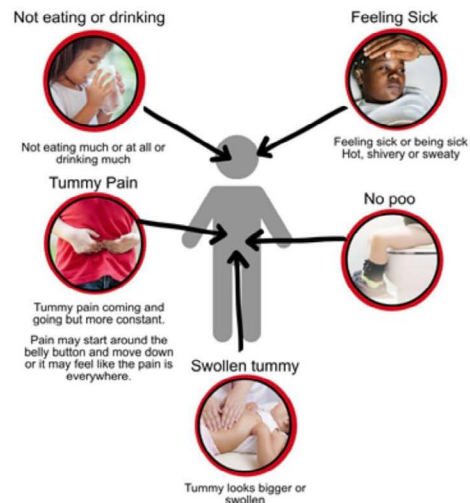 Not eating or drinking
Not eating much or at all or
drinking much
Feeling Sick
Feeling sick or being sick
Hot, shivery or sweaty
Tummy Pain
Tummy pain coming and
going but more constant.
Pain may start around the
belly button and move down
or it may feel like the pain is
everywhere.
No poo
Swollen tummy
Tummy looks bigger or
swollen